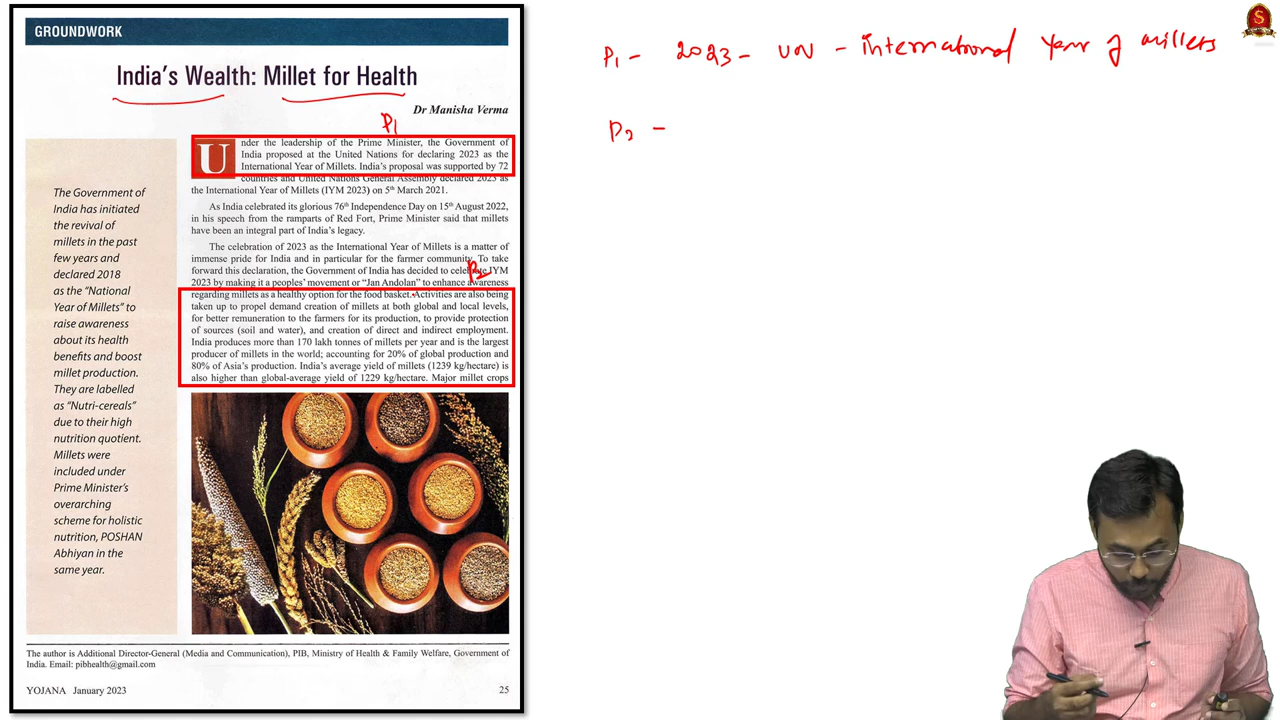 GROUNDWORK
India's Wealth: Millet for Health
Dr Manisha Verma
P1
Under the leadership of the Prime Minister, the Government of
India proposed at the United Nations for declaring 2023 as the
International Year of Millets. India's proposal was supported by 72
countries and United Nations General Assembly declared 2023 as
the International Year of Millets (IYM 2023) on 5th March 2021.
As India celebrated its glorious 76th Independence Day on 15th August 2022,
in his speech from the ramparts of Red Fort, Prime Minister said that millets
have been an integral part of India's legacy.
The celebration of 2023 as the International Year of Millets is a matter of
immense pride for India and in particular for the farmer community. To take
forward this declaration, the Government of India has decided to celebrate IYM
2023 by making it a peoples' movement or "Jan Andolan" to enhance awareness
regarding millets as a healthy option for the food basket. Activities are also being
taken up to propel demand creation of millets at both global and local levels,
for better remuneration to the farmers for its production, to provide protection
of sources (soil and water), and creation of direct and indirect employment.
India produces more than 170 lakh tonnes of millets per year and is the largest
producer of millets in the world; accounting for 20% of global production and
80% of Asia's production. India's average yield of millets (1239 kg/hectare) is
also higher than global-average yield of 1229 kg/hectare. Major millet crops
P2
The Government of
India has initiated
the revival of
millets in the past
few years and
declared 2018
as the "National
Year of Millets" to
raise awareness
about its health
benefits and boost
millet production.
They are labelled
as "Nutri-cereals"
due to their high
nutrition quotient.
Millets were
included under
Prime Minister's
overarching
scheme for holistic
nutrition, POSHAN
Abhiyan in the
same year.
The author is Additional Director-General (Media and Communication), PIB, Ministry of Health & Family Welfare, Government of
India. Email: pibhealth@gmail.com
YOJANA January 2023
25
P1 - 2023 - UN - international Year of millets
P2 -